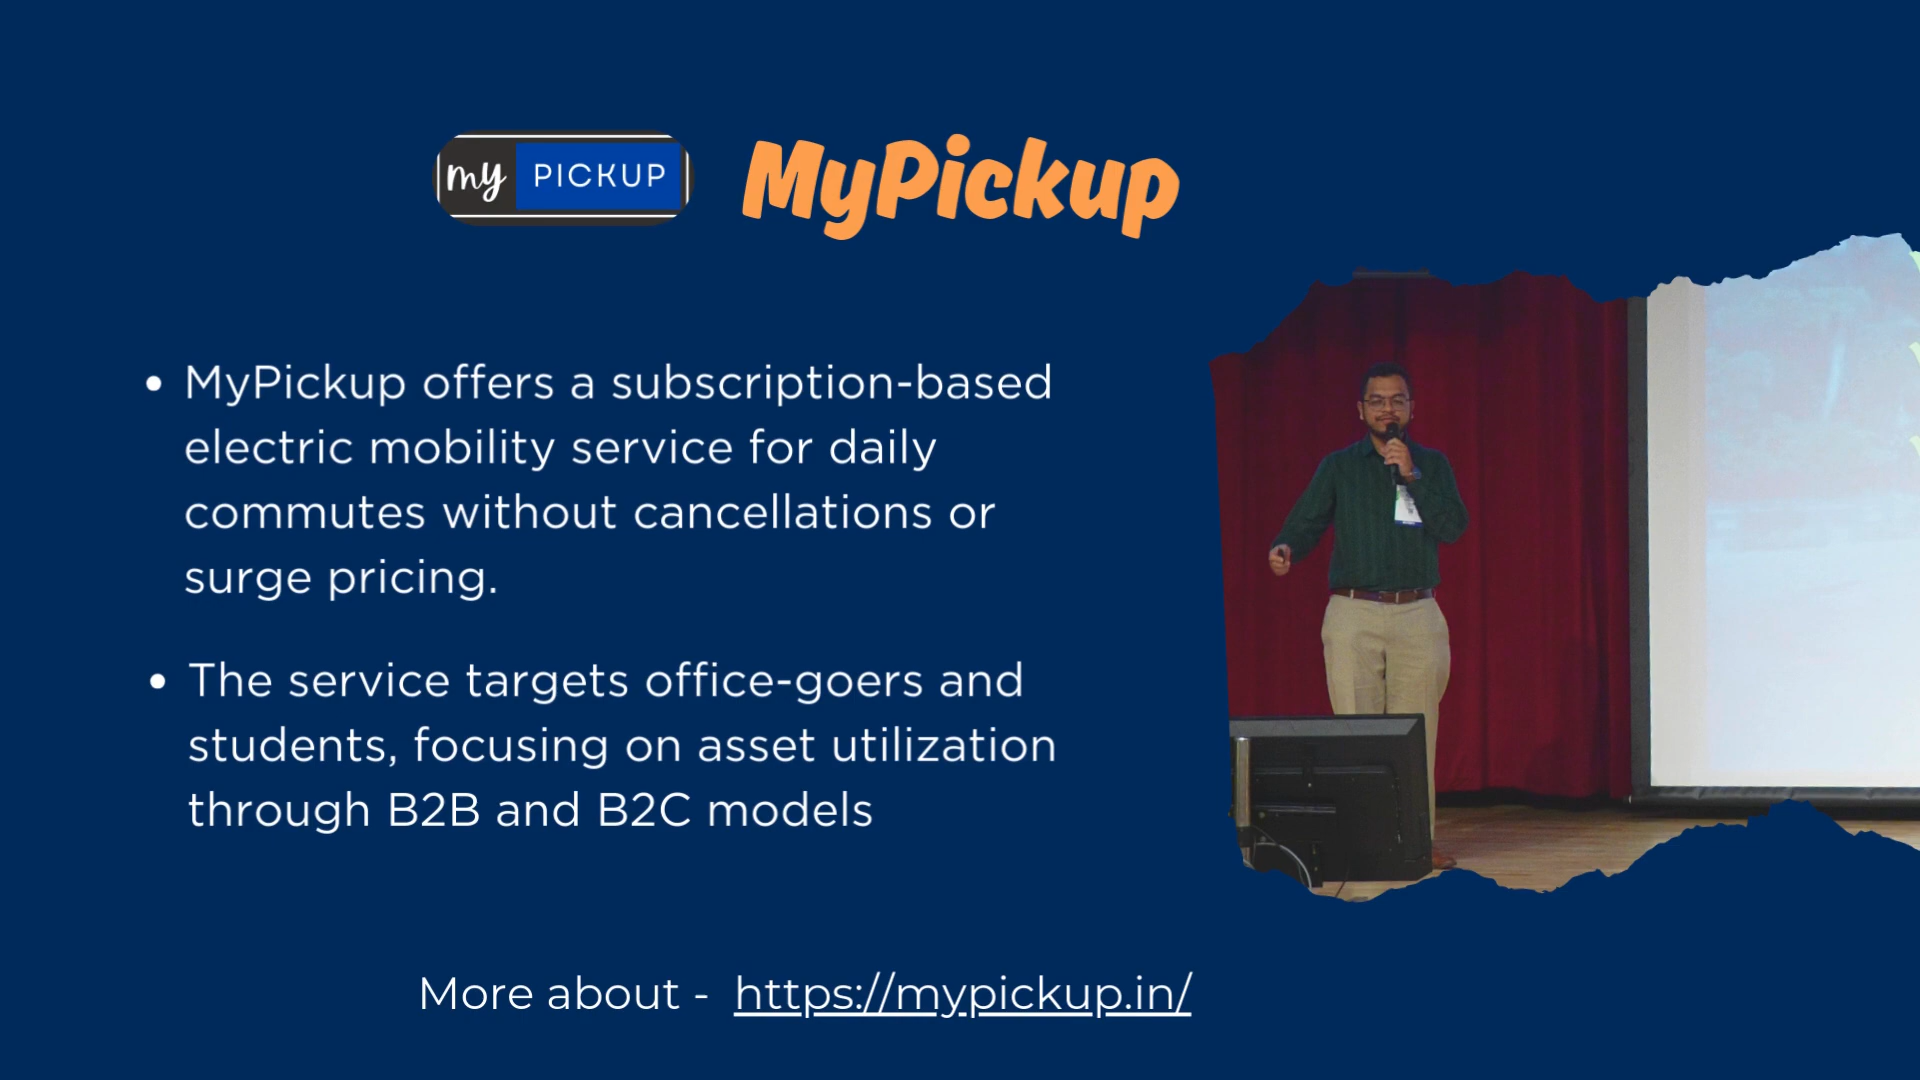 my PICKUP
MyPickup
• MyPickup offers a subscription-based
electric mobility service for daily
commutes without cancellations or
surge pricing.
• The service targets office-goers and
students, focusing on asset utilization
through B2B and B2C models
More about - https://mypickup.in/